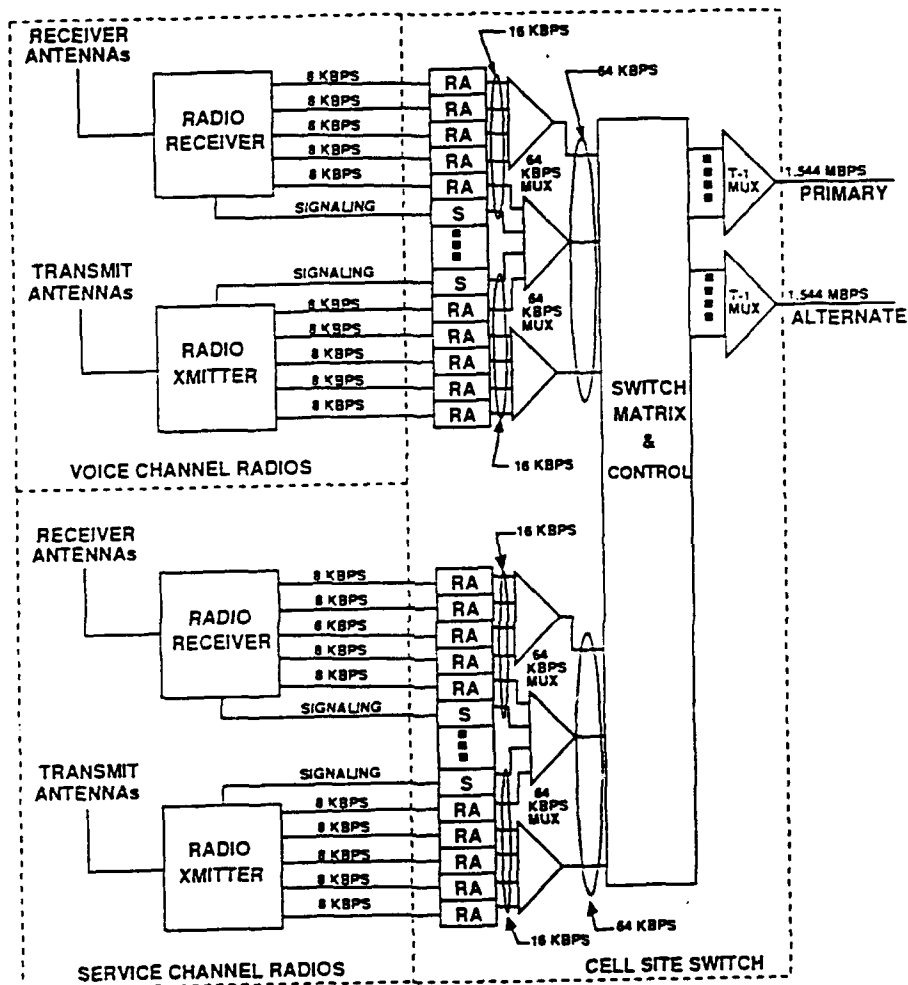 RECEIVER
ANTENNAs
RADIO
RECEIVER
8 KBPS
8 KBPS
8 KBPS
8 KBPS
8 KBPS
SIGNALING
RA
RA
RA
RA
RA
S
16 KBPS
64
KBPS
MUX
64 KBPS
TRANSMIT
ANTENNAs
RADIO
XMITTER
SIGNALING
8 KBPS
8 KBPS
8 KBPS
8 KBPS
8 KBPS
S
RA
RA
RA
RA
RA
64
KBPS
MUX
16 KBPS
VOICE CHANNEL RADIOS
SWITCH
MATRIX
&
CONTROL
T-1
MUX
1.544 MBPS
PRIMARY
T-1
MUX
1.544 MBPS
ALTERNATE
RECEIVER
ANTENNAs
RADIO
RECEIVER
8 KBPS
8 KBPS
8 KBPS
8 KBPS
8 KBPS
SIGNALING
RA
RA
RA
RA
RA
S
16 KBPS
64
KBPS
MUX
TRANSMIT
ANTENNAs
RADIO
XMITTER
SIGNALING
8 KBPS
8 KBPS
8 KBPS
8 KBPS
8 KBPS
S
RA
RA
RA
RA
RA
64
KBPS
MUX
16 KBPS
64 KBPS
SERVICE CHANNEL RADIOS
CELL SITE SWITCH